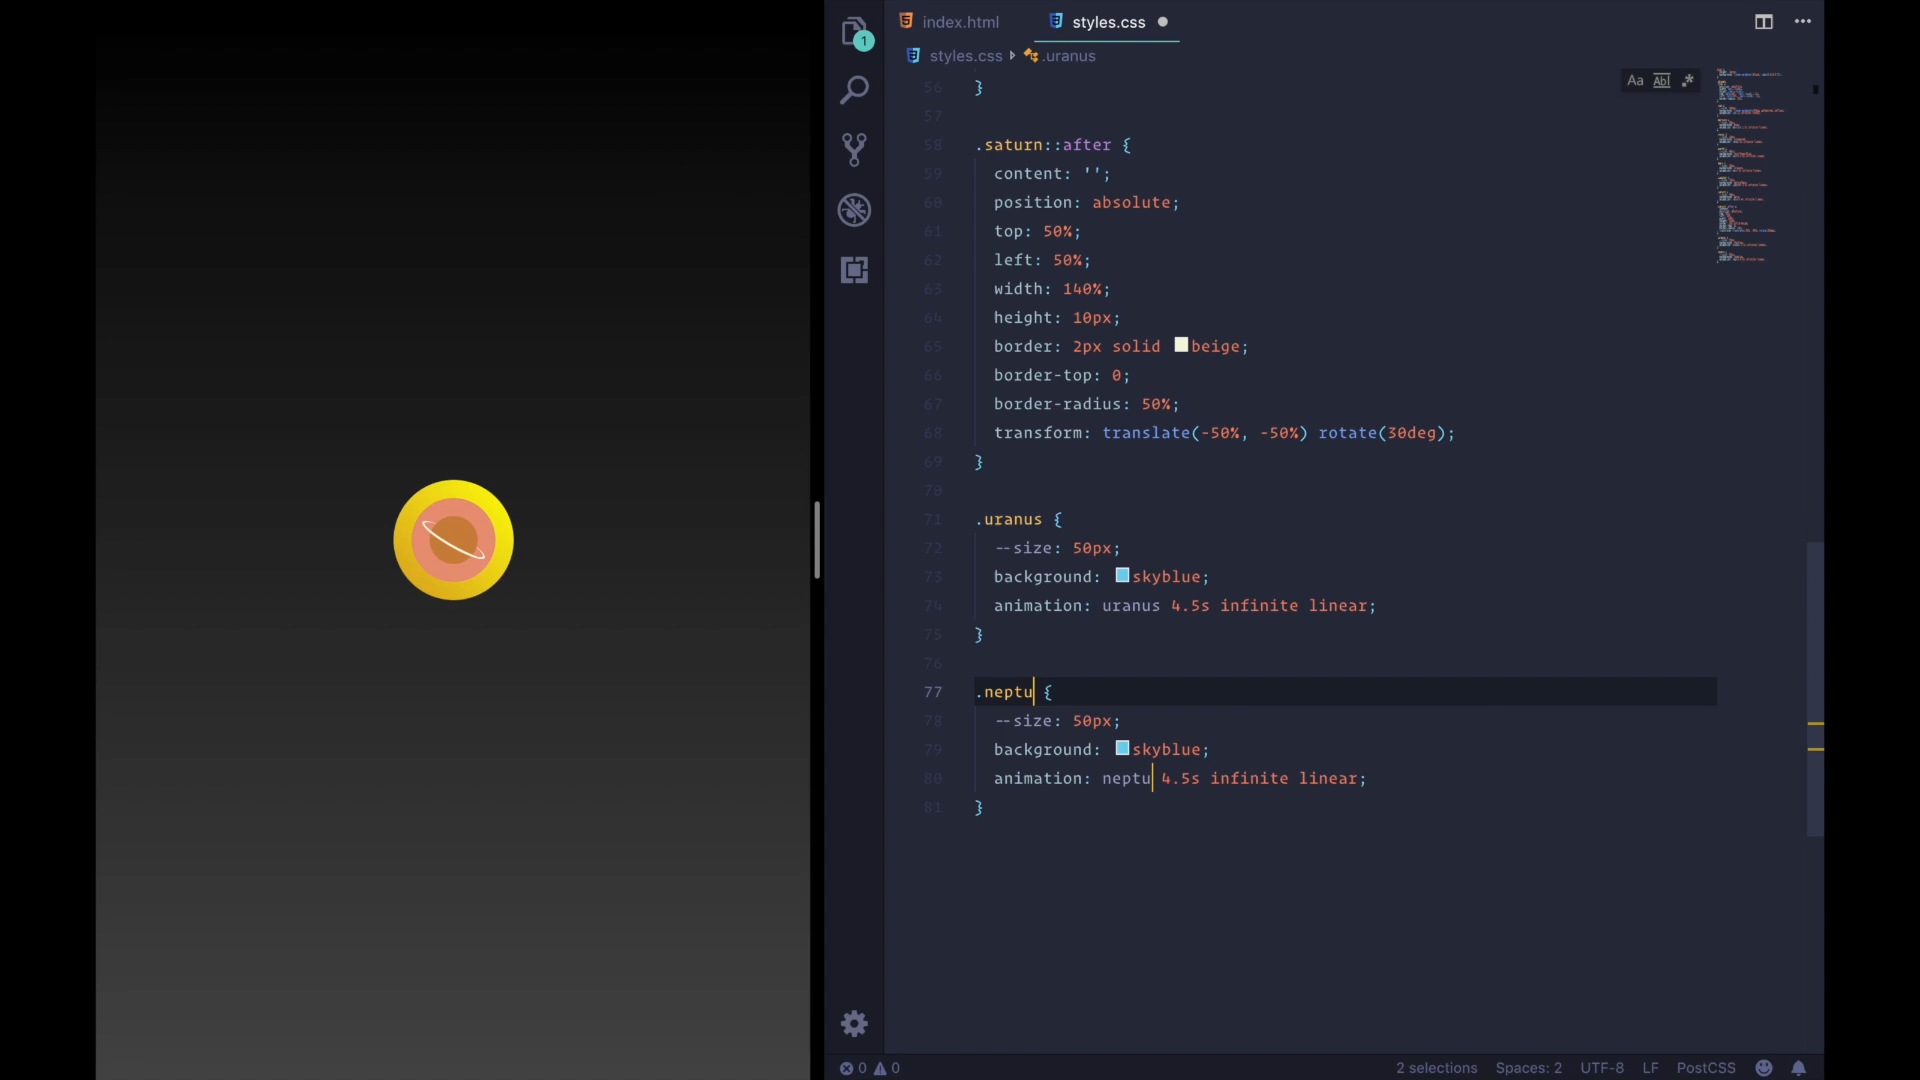 index.html
styles.css
1
styles.css .uranus
Aa Abl .*
56 }
57
58 .saturn::after {
59 content: '';
60 position: absolute;
61 top: 50%;
62 left: 50%;
63 width: 140%;
64 height: 10px;
65 border: 2px solid beige;
66 border-top: 0;
67 border-radius: 50%;
68 transform: translate(-50%, -50%) rotate(30deg);
69 }
70
71 .uranus {
72 --size: 50px;
73 background: skyblue;
74 animation: uranus 4.5s infinite linear;
75 }
76
77 .neptu {
78 --size: 50px;
79 background: skyblue;
80 animation: neptu 4.5s infinite linear;
81 }
0 0
2 selections Spaces: 2 UTF-8 LF PostCSS